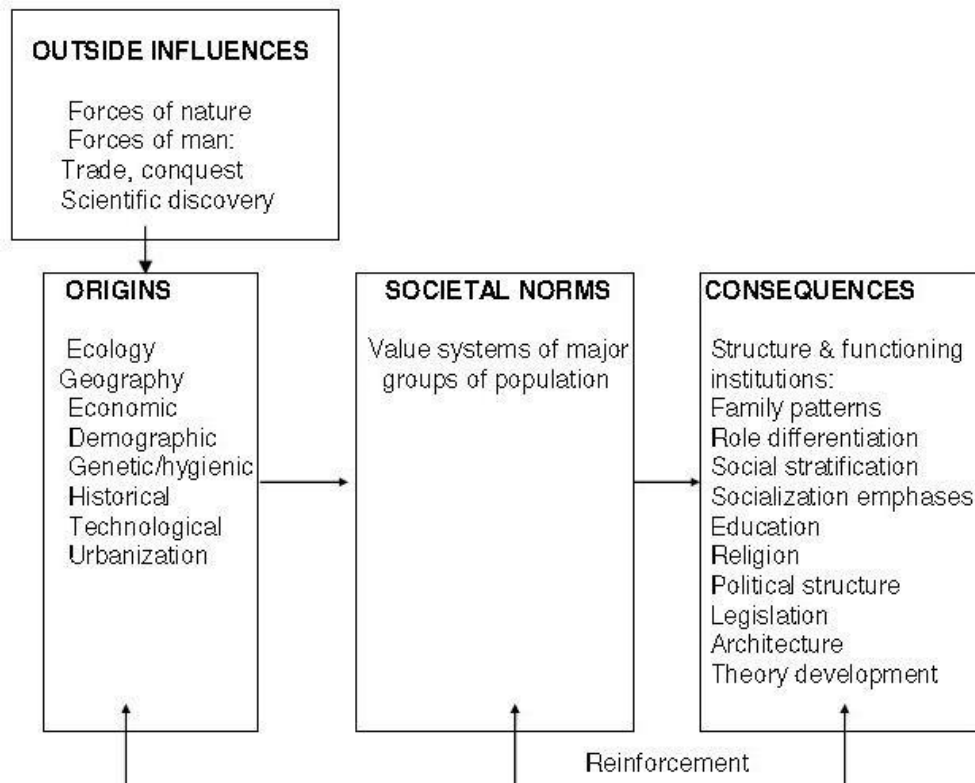 OUTSIDE INFLUENCES
Forces of nature
Forces of man:
Trade, conquest
Scientific discovery
ORIGINS
Ecology
Geography
Economic
Demographic
Genetic/hygienic
Historical
Technological
Urbanization
SOCIETAL NORMS
Value systems of major
groups of population
CONSEQUENCES
Structure & functioning
institutions:
Family patterns
Role differentiation
Social stratification
Socialization emphases
Education
Religion
Political structure
Legislation
Architecture
Theory development
Reinforcement